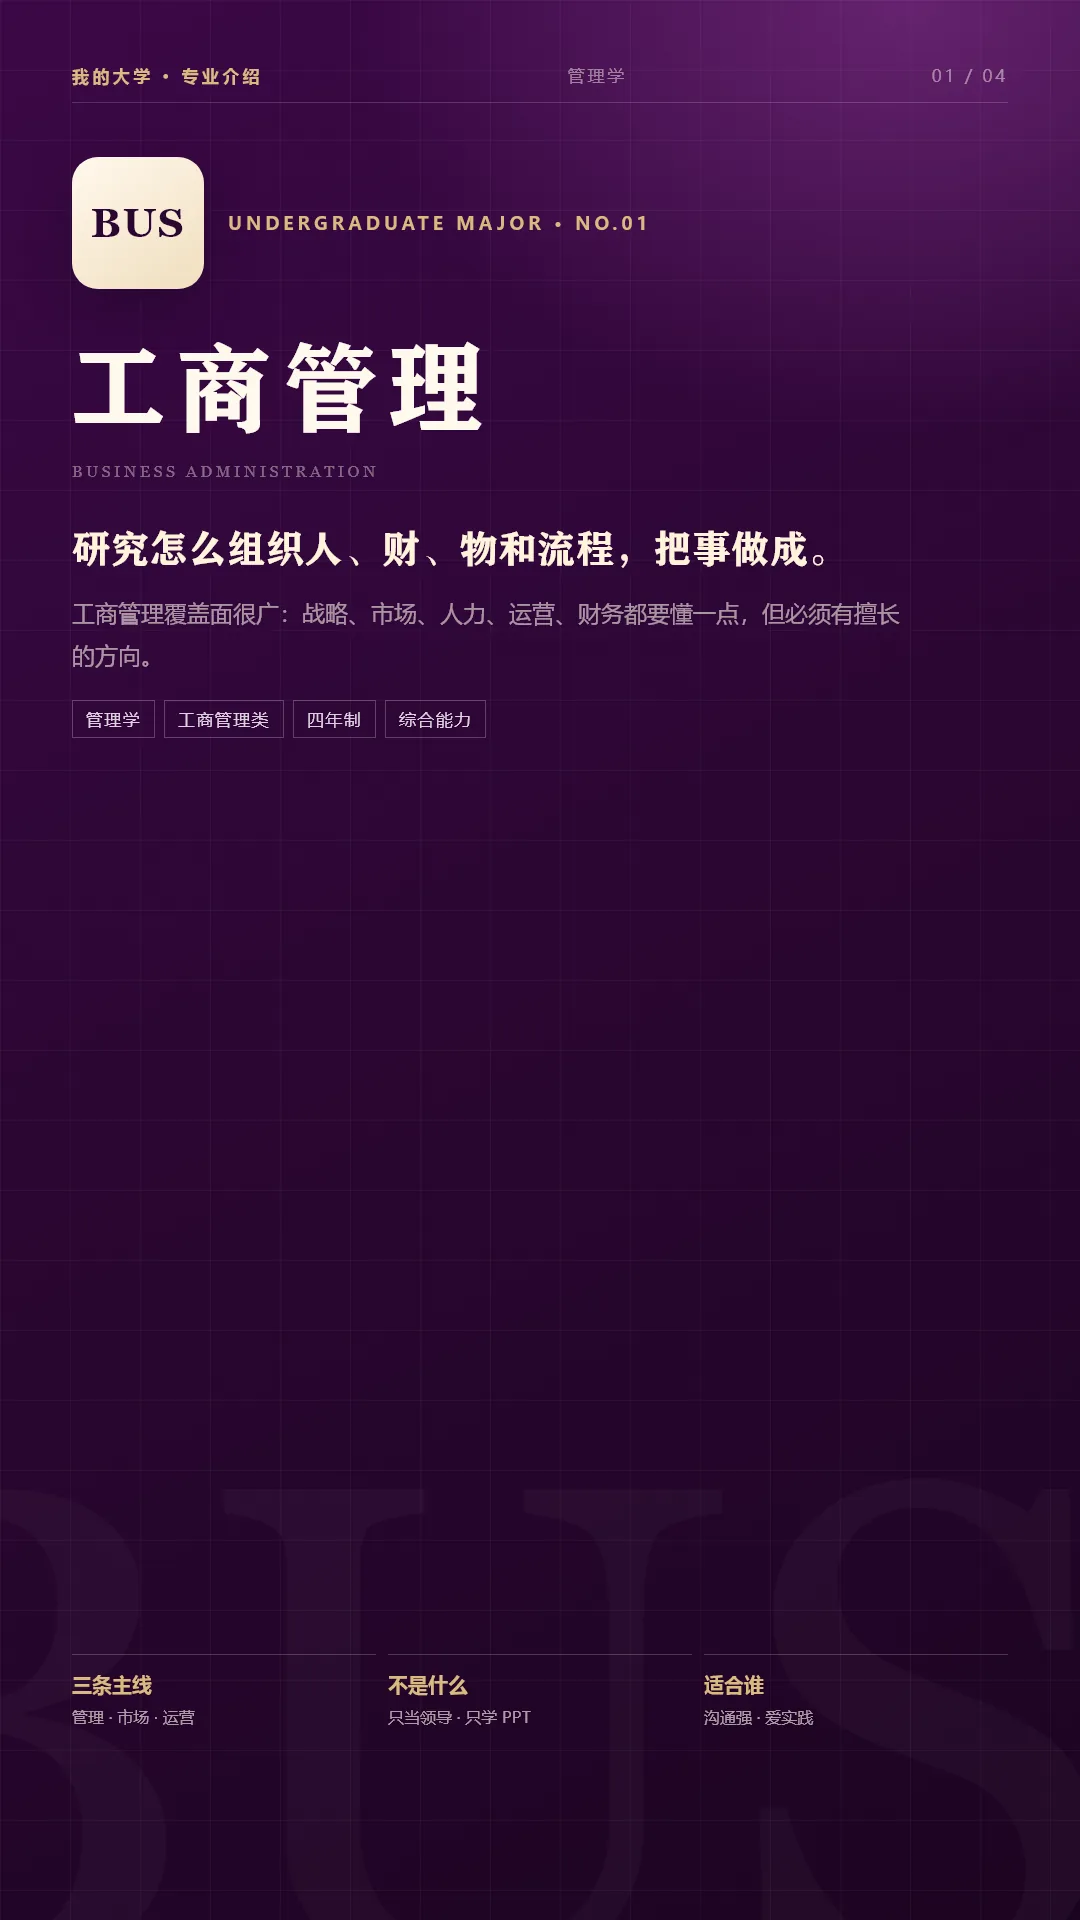 我的大学 • 专业介绍
管理学
01 / 04
BUS
UNDERGRADUATE MAJOR • NO.01
工商管理
BUSINESS ADMINISTRATION
研究怎么组织人、财、物和流程，把事做成。
工商管理覆盖面很广：战略、市场、人力、运营、财务都要懂一点，但必须有擅长
的方向。
管理学
工商管理类
四年制
综合能力
BUS
三条主线
管理 · 市场 · 运营
不是什么
只当领导 · 只学 PPT
适合谁
沟通强 · 爱实践